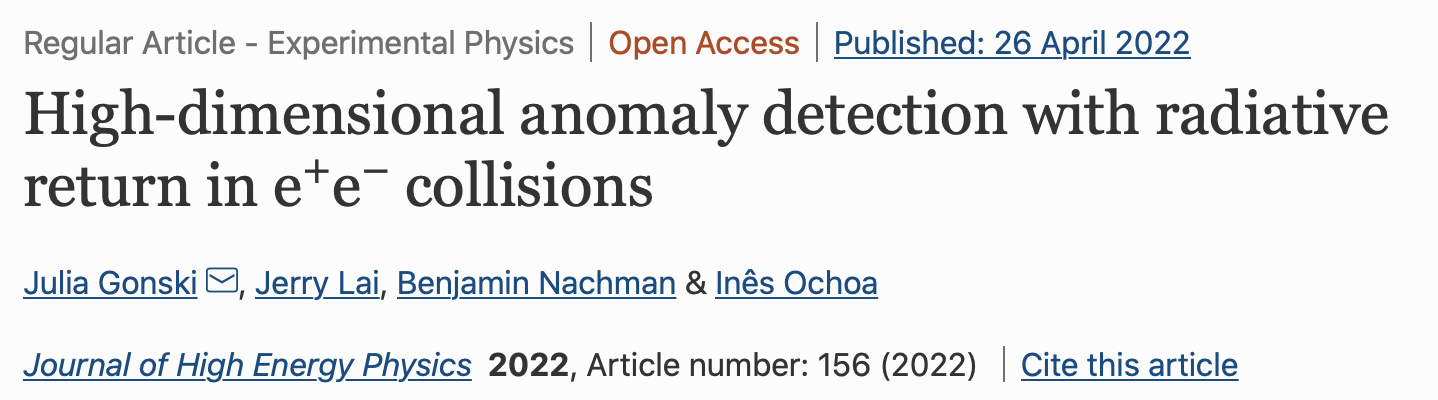 Regular Article - Experimental Physics | Open Access | Published: 26 April 2022
High-dimensional anomaly detection with radiative
return in e⁺e⁻ collisions
Julia Gonski, Jerry Lai, Benjamin Nachman & Inês Ochoa
Journal of High Energy Physics 2022, Article number: 156 (2022) | Cite this article